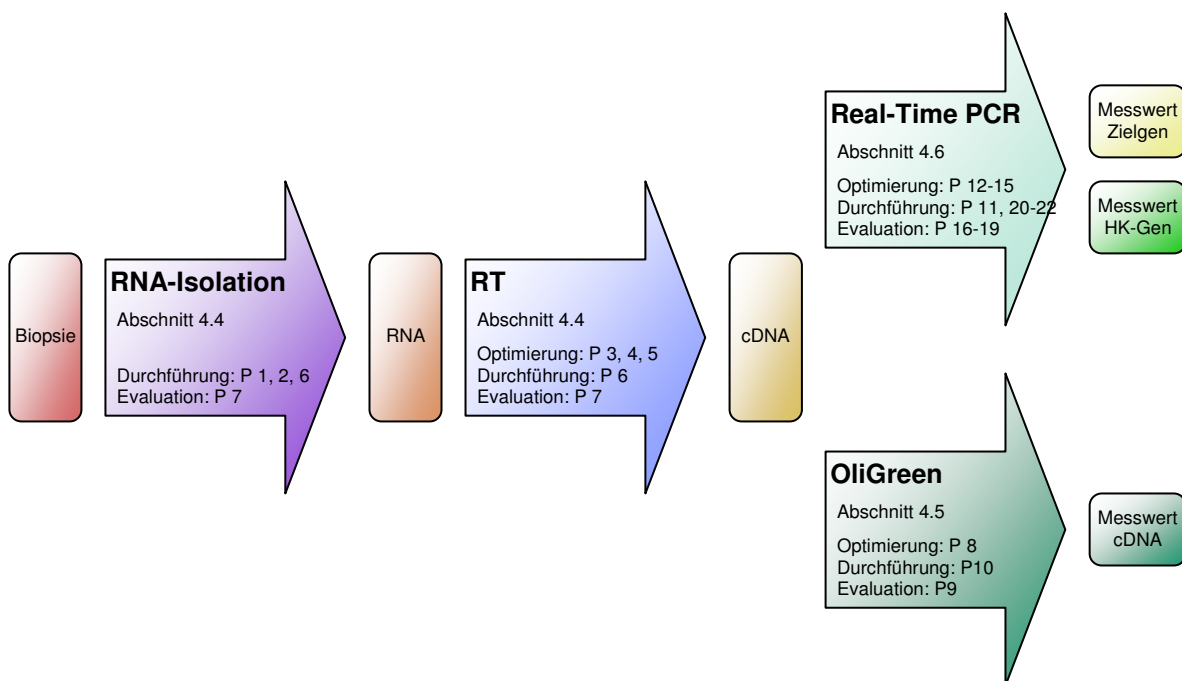 Biopsie
RNA-Isolation
Abschnitt 4.4
Durchführung: P 1, 2, 6
Evaluation: P 7
RNA
RT
Abschnitt 4.4
Optimierung: P 3, 4, 5
Durchführung: P 6
Evaluation: P 7
cDNA
Real-Time PCR
Abschnitt 4.6
Optimierung: P 12-15
Durchführung: P 11, 20-22
Evaluation: P 16-19
Messwert
Zielgen
Messwert
HK-Gen
OliGreen
Abschnitt 4.5
Optimierung: P 8
Durchführung: P10
Evaluation: P9
Messwert
cDNA